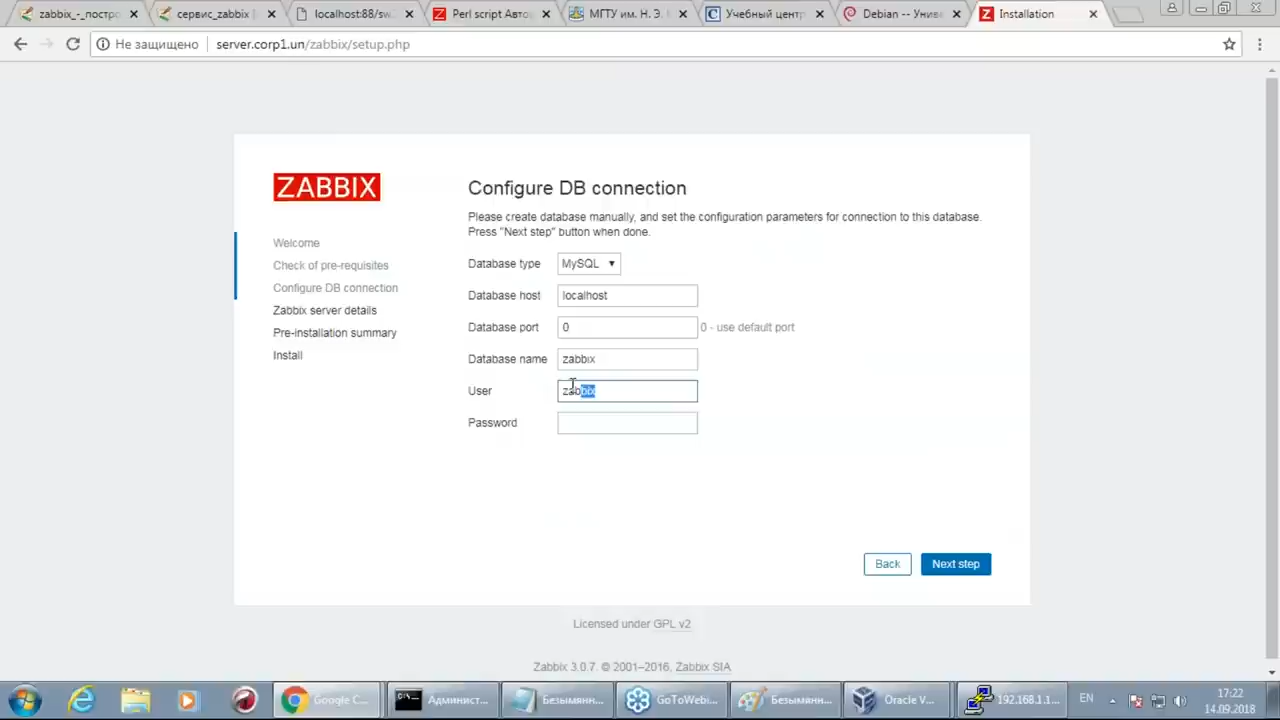 zabbix_-_постро
сервис_zabbix [
localhost:88/sw
Perl script Авто
МГТУ им. Н. Э.
Учебный центр
Debian -- Униве
Installation
Не защищено
server.corp1.un/zabbix/setup.php
ZABBIX
Welcome
Check of pre-requisites
Configure DB connection
Zabbix server details
Pre-installation summary
Install
Configure DB connection
Please create database manually, and set the configuration parameters for connection to this database.
Press "Next step" button when done.
Database type MySQL
Database host localhost
Database port 0 0 - use default port
Database name zabbix
User zabbix
Password
Back Next step
Licensed under GPL v2
Zabbix 3.0.7. © 2001–2016, Zabbix SIA
Google C...
Админист...
Безымянн...
GoToWebi...
Безымянн...
Oracle V...
192.168.1.1...
EN
17:22
14.09.2018